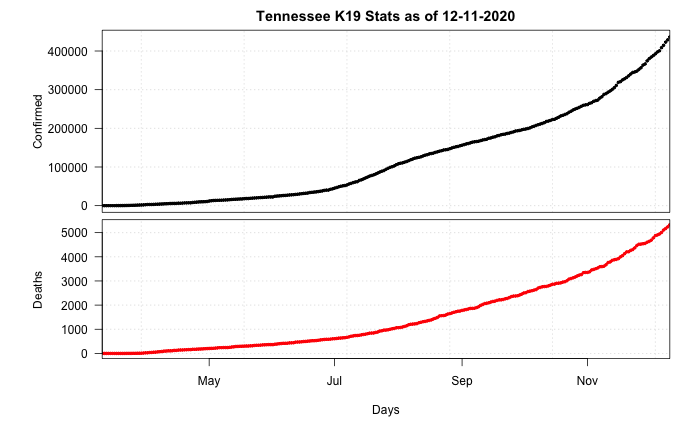 Tennessee K19 Stats as of 12-11-2020
Confirmed
400000
300000
200000
100000
0
Deaths
5000
4000
3000
2000
1000
0
May Jul Sep Nov
Days